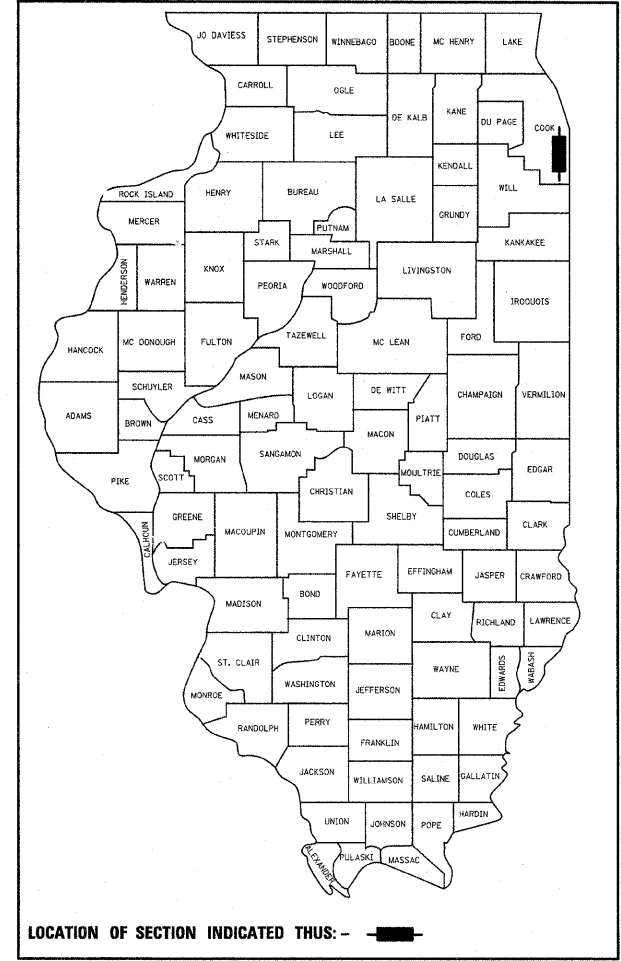 JO DAVIESS
STEPHENSON
WINNEBAGO
BOONE
MC HENRY
LAKE
CARROLL
OGLE
DE KALB
KANE
DU PAGE
COOK
WHITESIDE
LEE
KENDALL
WILL
ROCK ISLAND
HENRY
BUREAU
LA SALLE
GRUNDY
MERCER
PUTNAM
STARK
MARSHALL
KANKAKEE
HENDERSON
WARREN
KNOX
PEORIA
WOODFORD
LIVINGSTON
IROQUOIS
HANCOCK
MC DONOUGH
FULTON
TAZEWELL
MC LEAN
FORD
SCHUYLER
MASON
LOGAN
DE WITT
CHAMPAIGN
VERMILION
ADAMS
BROWN
CASS
MENARD
MACON
PIATT
PIKE
SCOTT
MORGAN
SANGAMON
CHRISTIAN
MOULTRIE
DOUGLAS
EDGAR
COLES
CALHOUN
GREENE
MACOUPIN
MONTGOMERY
SHELBY
CUMBERLAND
CLARK
JERSEY
FAYETTE
EFFINGHAM
JASPER
CRAWFORD
MADISON
BOND
CLAY
RICHLAND
LAWRENCE
CLINTON
MARION
ST. CLAIR
WAYNE
EDWARDS
WABASH
WASHINGTON
MONROE
JEFFERSON
RANDOLPH
PERRY
HAMILTON
WHITE
FRANKLIN
JACKSON
WILLIAMSON
SALINE
GALLATIN
UNION
JOHNSON
POPE
HARDIN
ALEXANDER
PULASKI
MASSAC
LOCATION OF SECTION INDICATED THUS: -